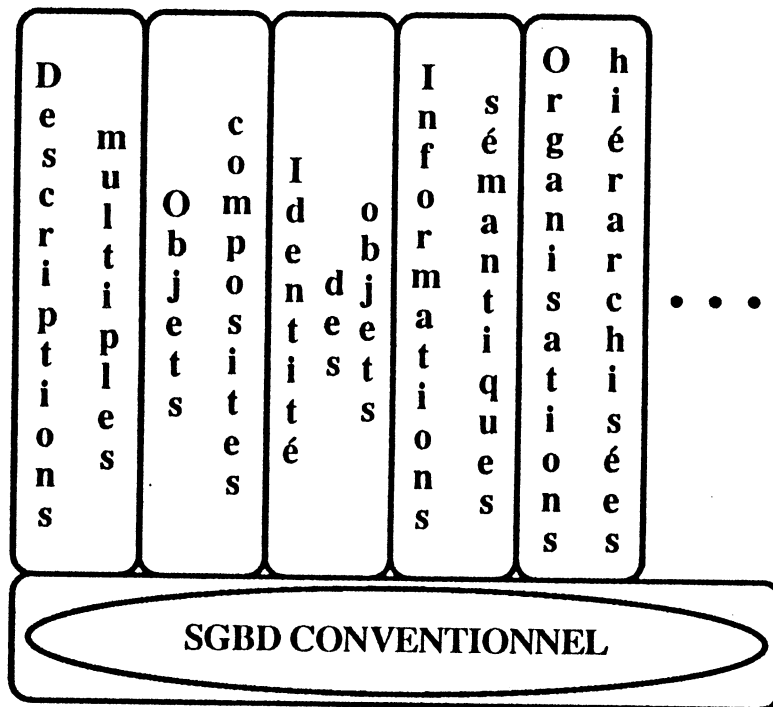 Descriptions
multiples
Objets
composites
Identité
des
objets
Informations
sémantiques
Organisations
hiérarchisées
• • •
SGBD CONVENTIONNEL